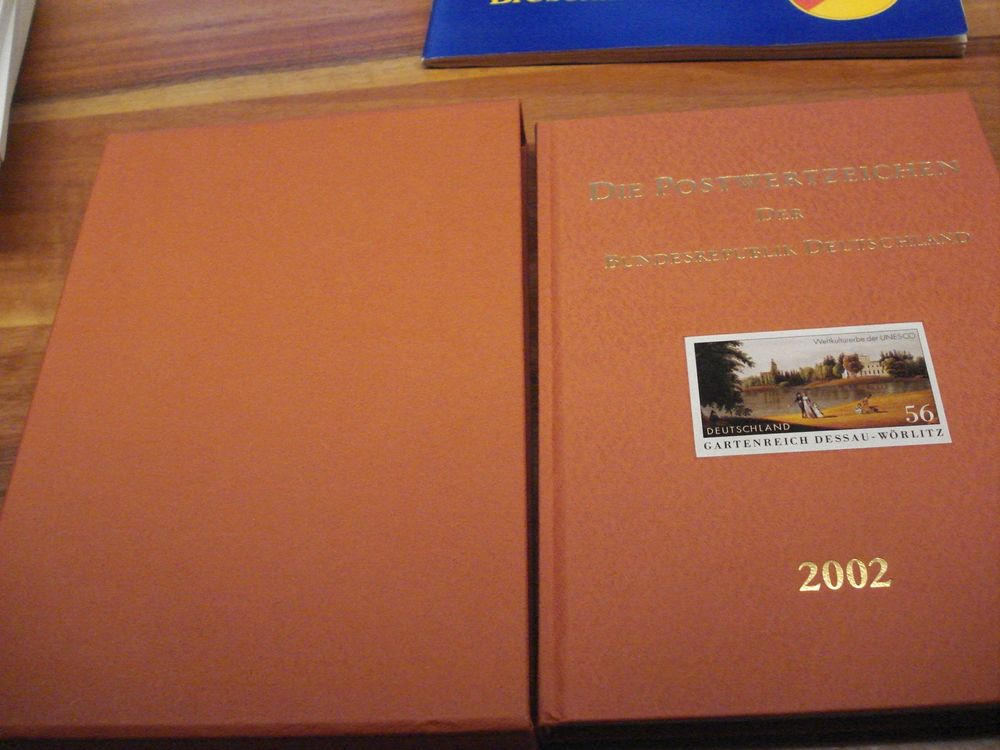 DIE POSTWERTZEICHEN
DER
BUNDESREPUBLIK DEUTSCHLAND
Weltkulturerbe der UNESCO
DEUTSCHLAND
56
GARTENREICH DESSAU-WÖRLITZ
2002